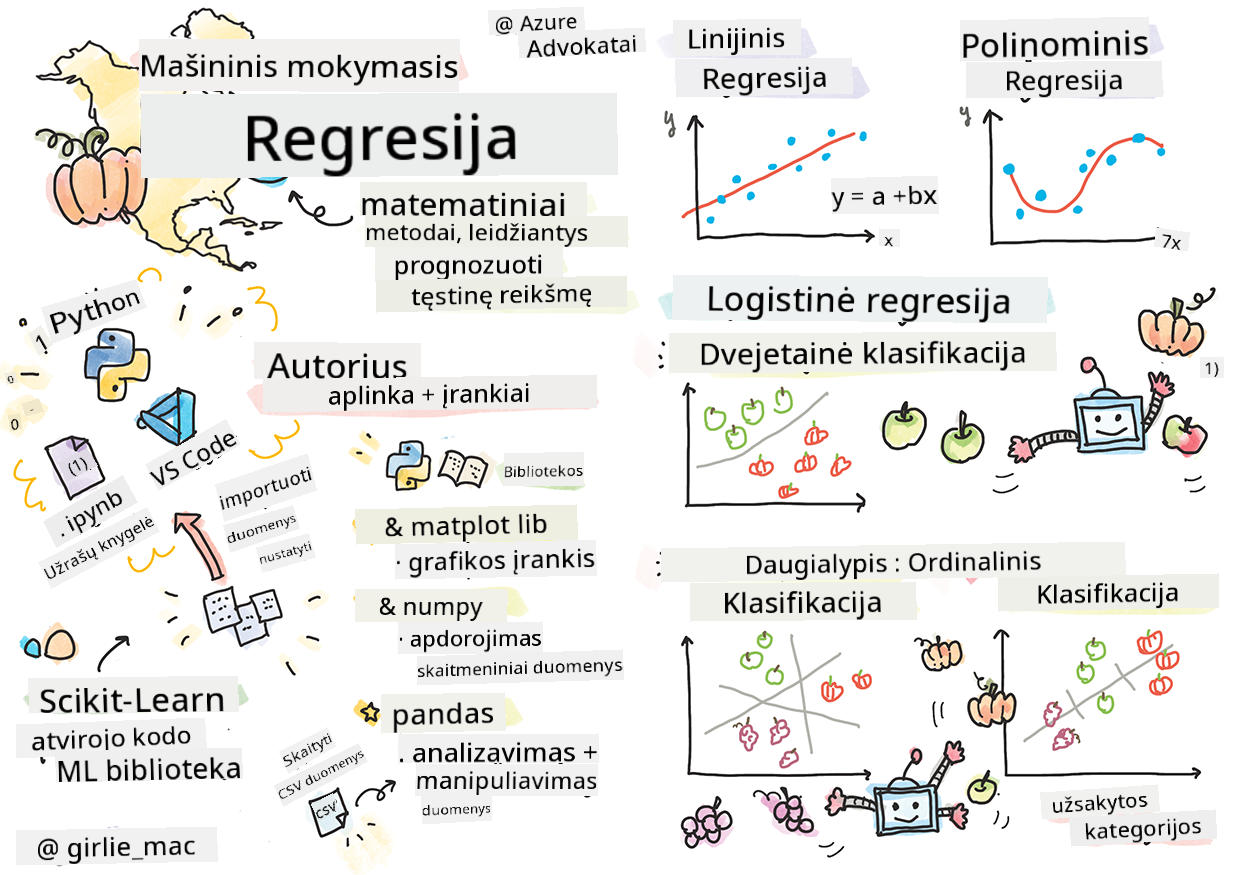 @ Azure
Advokatai
Mašininis mokymasis
Regresija
matematiniai
metodai, leidžiantys
prognozuoti
tęstinę reikšmę
1 Python
VS Code
(1)
.ipynb
Užrašų knygelė
importuoti
duomenys
nustatyti
Scikit-Learn
atvirojo kodo
ML biblioteka
@ girlie_mac
Autorius
aplinka + įrankiai
Bibliotekos
& matplot lib
· grafikos įrankis
& numpy
· apdorojimas
skaitmeniniai duomenys
pandas
. analizavimas +
manipuliavimas
duomenys
Skaityti
CSV duomenys
CSV
Linijinis
Regresija
y
y = a +bx
x
Polinominis
Regresija
y
7x
Logistinė regresija
Dvejetainė klasifikacija
1)
Daugialypis : Ordinalinis
Klasifikacija
Klasifikacija
užsakytos
kategorijos